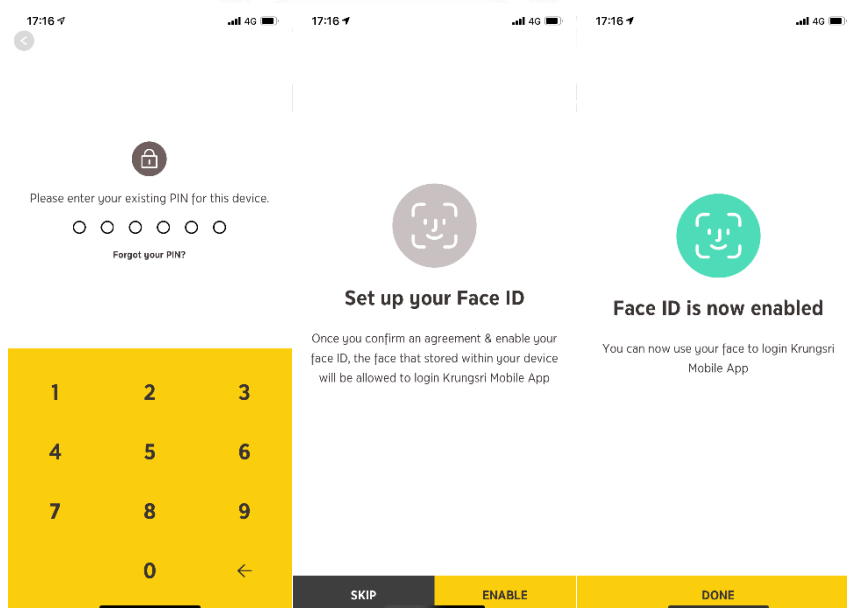 17:16
4G
Please enter your existing PIN for this device.
Forgot your PIN?
1 2 3
4 5 6
7 8 9
0
17:16
4G
Set up your Face ID
Once you confirm an agreement & enable your
face ID, the face that stored within your device
will be allowed to login Krungsri Mobile App
SKIP ENABLE
17:16
4G
Face ID is now enabled
You can now use your face to login Krungsri
Mobile App
DONE